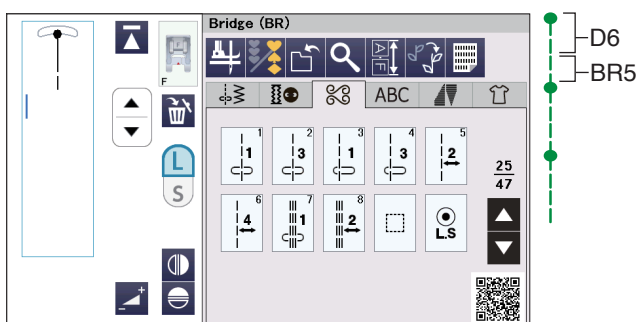 Bridge (BR)
F
A F
ABC
L
S
1 2 3 4 5
1 3 1 3 2
25
47
6 7 8
4 1 2 L.S
D6
BR5